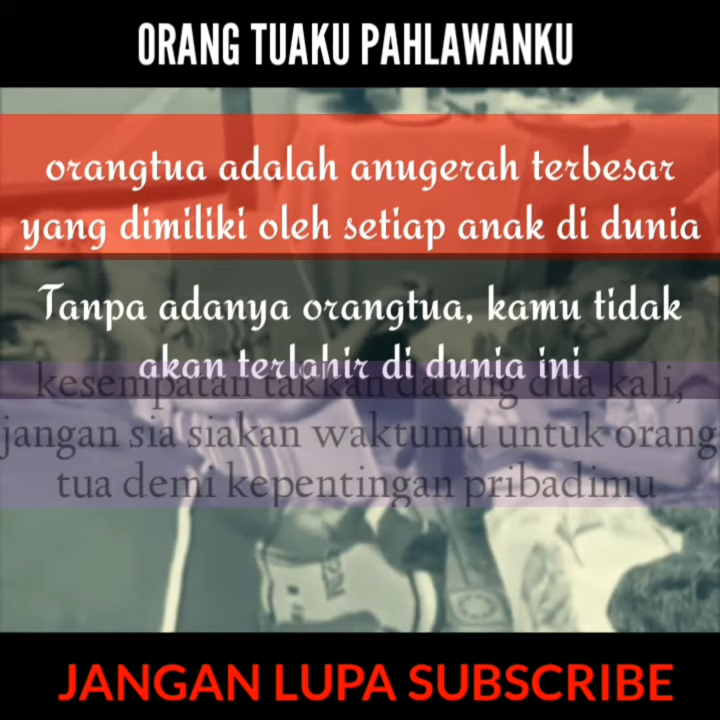 ORANG TUAKU PAHLAWANKU
orangtua adalah anugerah terbesar
yang dimiliki oleh setiap anak di dunia
Tanpa adanya orangtua, kamu tidak
akan terlahir di dunia ini
kesempatan takkan datang dua kali,
jangan sia siakan waktumu untuk orang
tua demi kepentingan pribadimu
JANGAN LUPA SUBSCRIBE